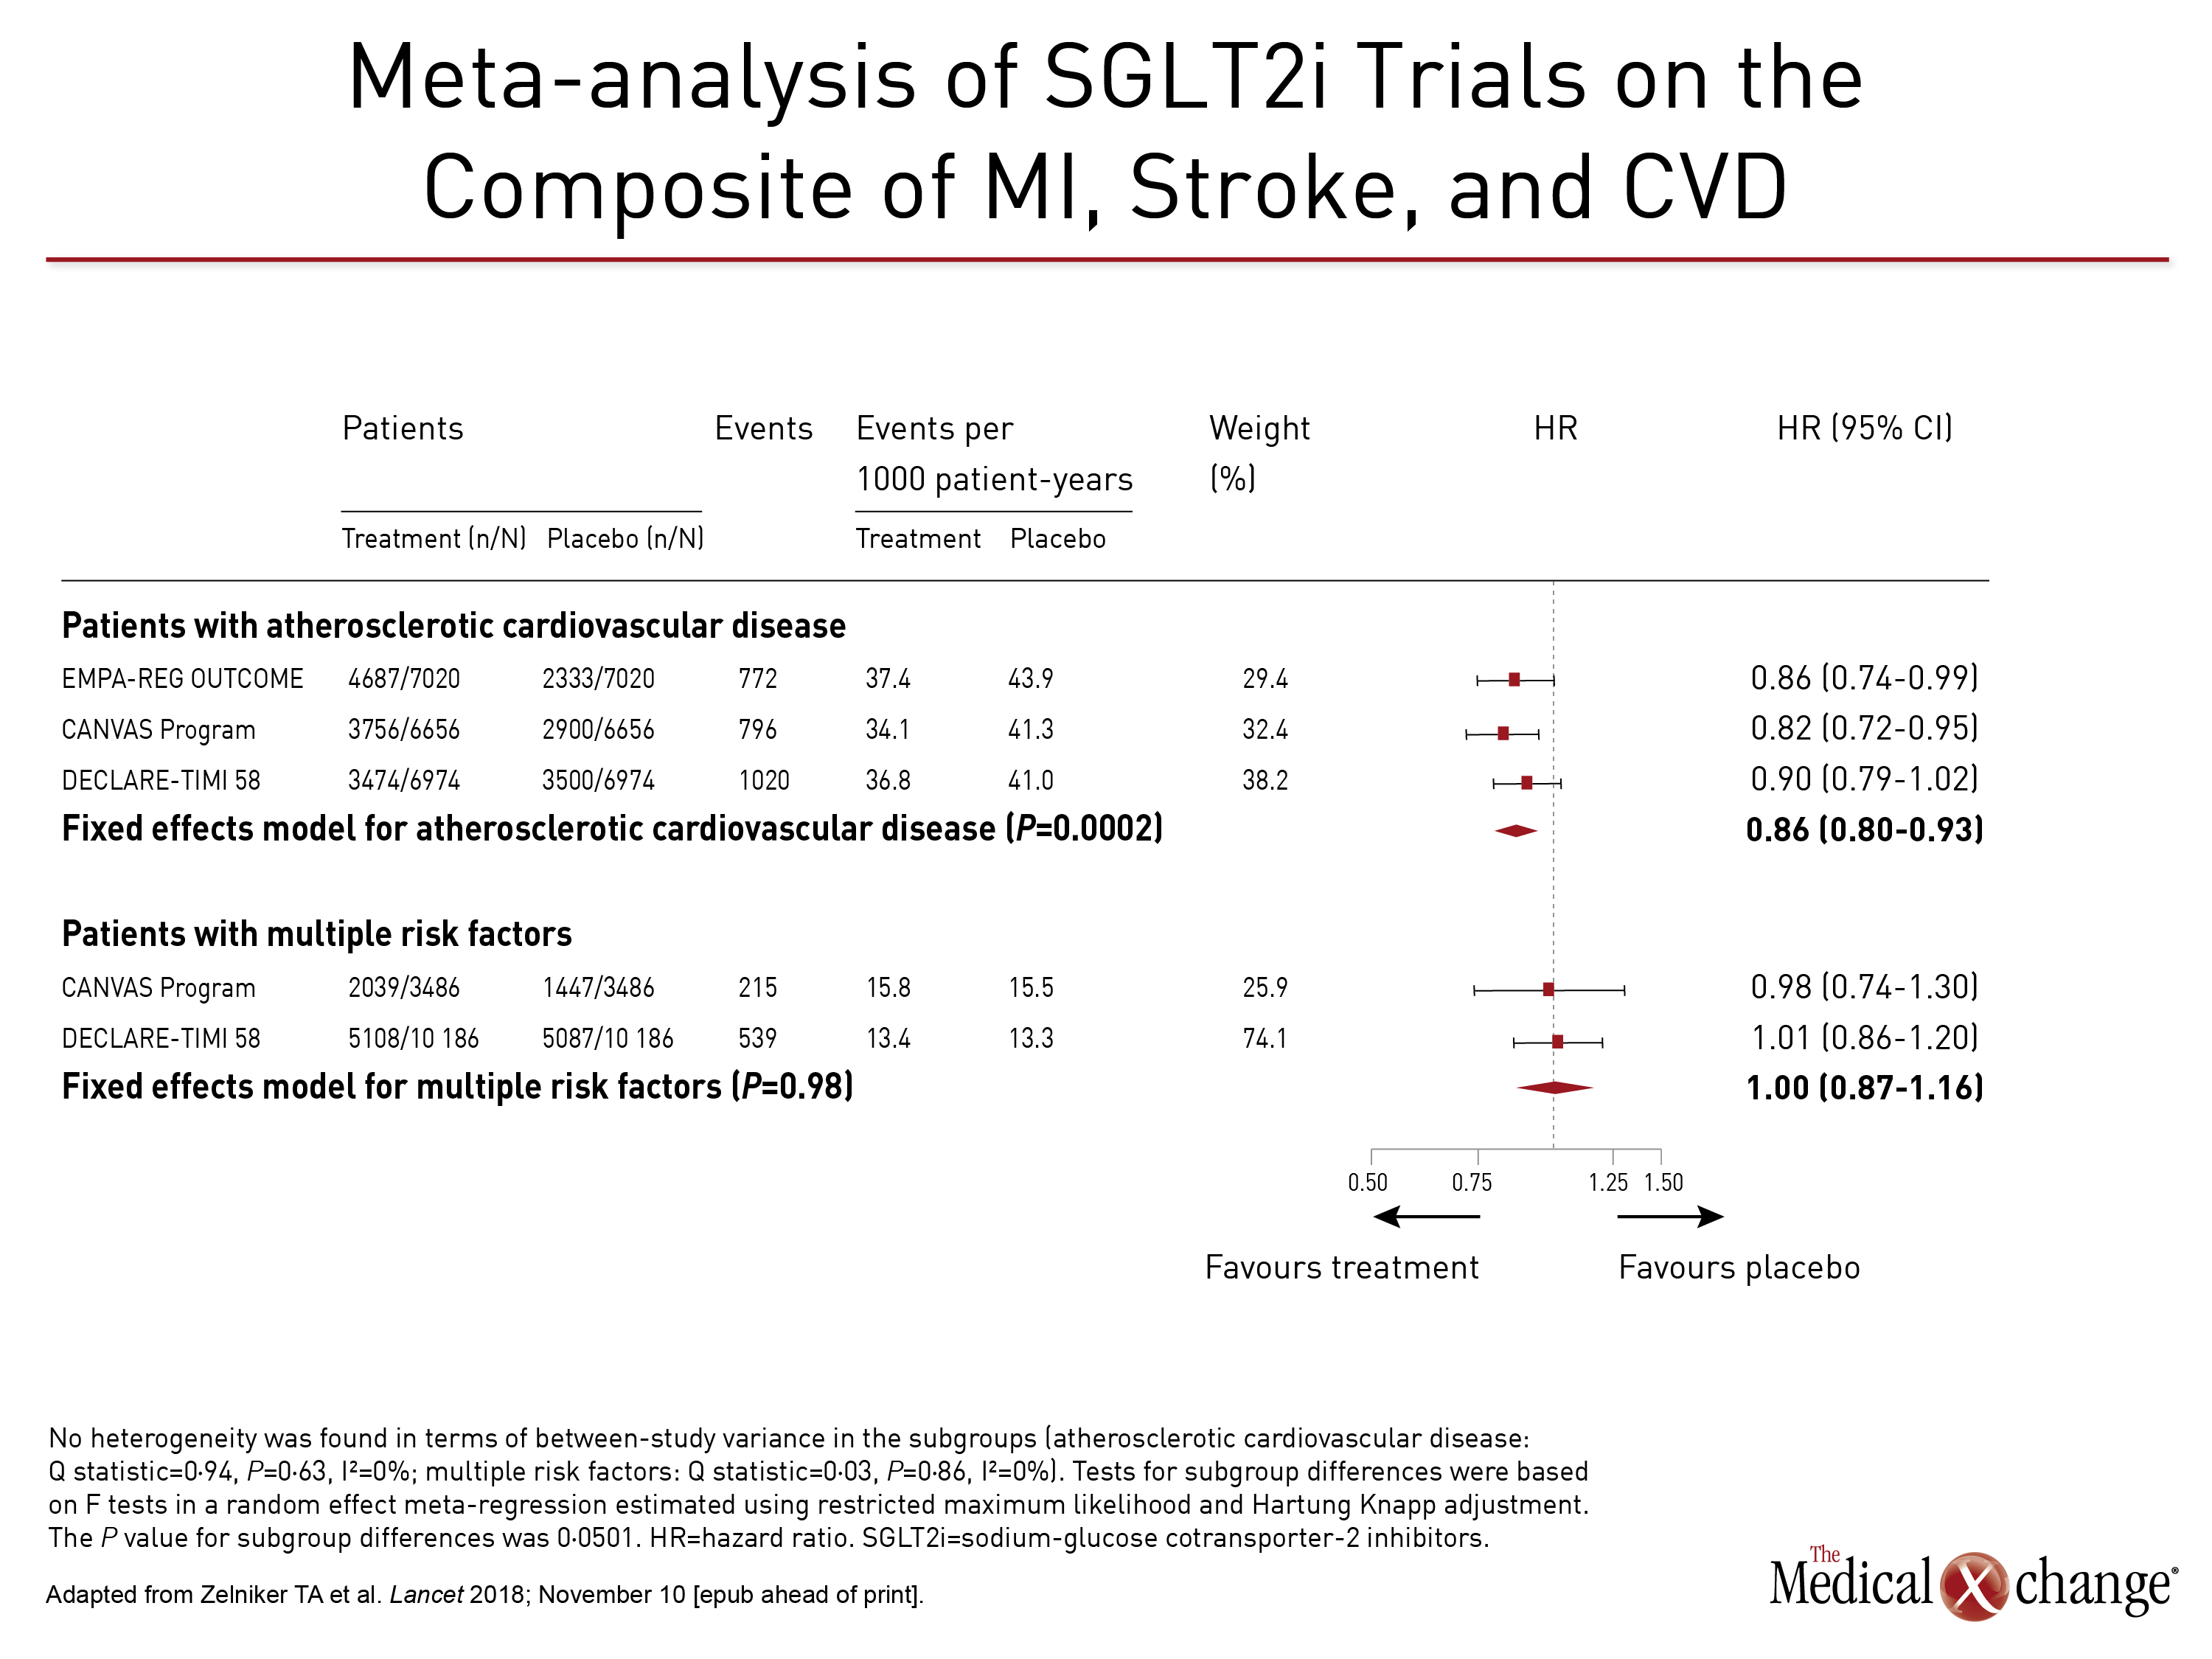 Meta-analysis of SGLT2i Trials on the
Composite of MI, Stroke, and CVD
Patients Events Events per Weight HR HR (95% CI)
1000 patient-years (%)
Treatment (n/N) Placebo (n/N) Treatment Placebo
Patients with atherosclerotic cardiovascular disease
EMPA-REG OUTCOME 4687/7020 2333/7020 772 37.4 43.9 29.4 0.86 (0.74-0.99)
CANVAS Program 3756/6656 2900/6656 796 34.1 41.3 32.4 0.82 (0.72-0.95)
DECLARE-TIMI 58 3474/6974 3500/6974 1020 36.8 41.0 38.2 0.90 (0.79-1.02)
Fixed effects model for atherosclerotic cardiovascular disease (P=0.0002) 0.86 (0.80-0.93)
Patients with multiple risk factors
CANVAS Program 2039/3486 1447/3486 215 15.8 15.5 25.9 0.98 (0.74-1.30)
DECLARE-TIMI 58 5108/10 186 5087/10 186 539 13.4 13.3 74.1 1.01 (0.86-1.20)
Fixed effects model for multiple risk factors (P=0.98) 1.00 (0.87-1.16)
0.50 0.75 1.25 1.50
Favours treatment Favours placebo
No heterogeneity was found in terms of between-study variance in the subgroups (atherosclerotic cardiovascular disease:
Q statistic=0·94, P=0·63, I²=0%; multiple risk factors: Q statistic=0·03, P=0·86, I²=0%). Tests for subgroup differences were based
on F tests in a random effect meta-regression estimated using restricted maximum likelihood and Hartung Knapp adjustment.
The P value for subgroup differences was 0·0501. HR=hazard ratio. SGLT2i=sodium-glucose cotransporter-2 inhibitors.
Adapted from Zelniker TA et al. Lancet 2018; November 10 [epub ahead of print].
The
Medical X change®